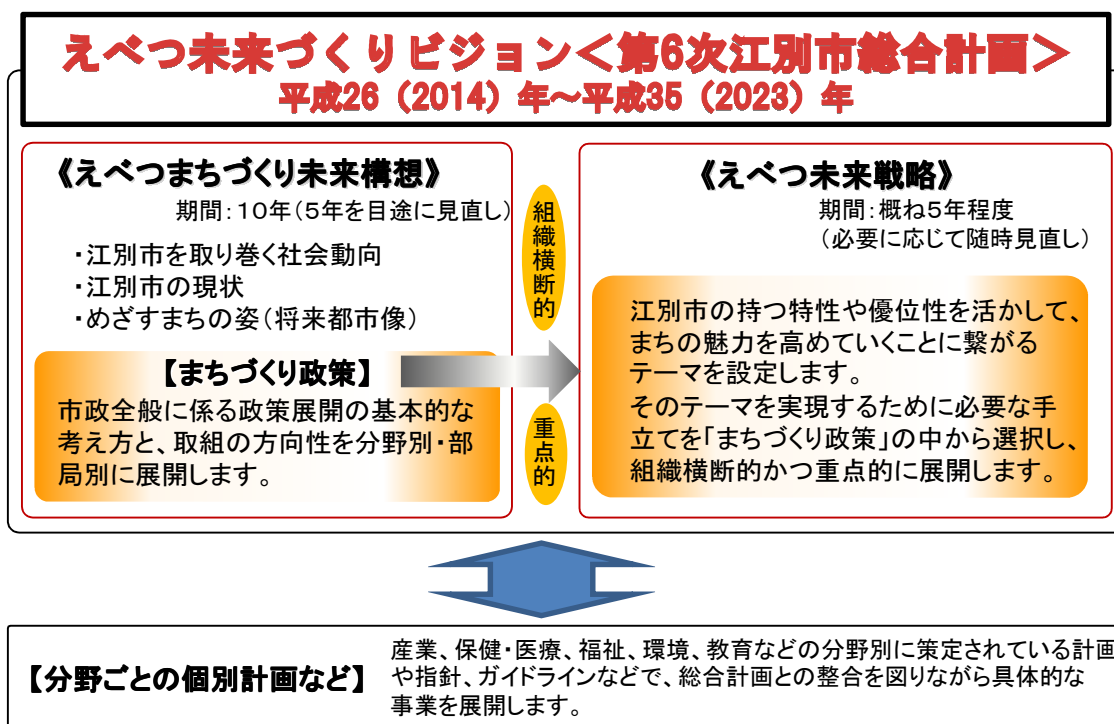 えべつ未来づくりビジョン＜第6次江別市総合計画＞
平成26（2014）年～平成35（2023）年
《えべつまちづくり未来構想》
期間：10年（5年を目途に見直し）
・江別市を取り巻く社会動向
・江別市の現状
・めざすまちの姿（将来都市像）
【まちづくり政策】
市政全般に係る政策展開の基本的な
考え方と、取組の方向性を分野別・部
局別に展開します。
組織横断的
重点的
《えべつ未来戦略》
期間：概ね5年程度
（必要に応じて随時見直し）
江別市の持つ特性や優位性を活かして、
まちの魅力を高めていくことに繋がる
テーマを設定します。
そのテーマを実現するために必要な手
立てを「まちづくり政策」の中から選択し、
組織横断的かつ重点的に展開します。
【分野ごとの個別計画など】
産業、保健・医療、福祉、環境、教育などの分野別に策定されている計画
や指針、ガイドラインなどで、総合計画との整合を図りながら具体的な
事業を展開します。